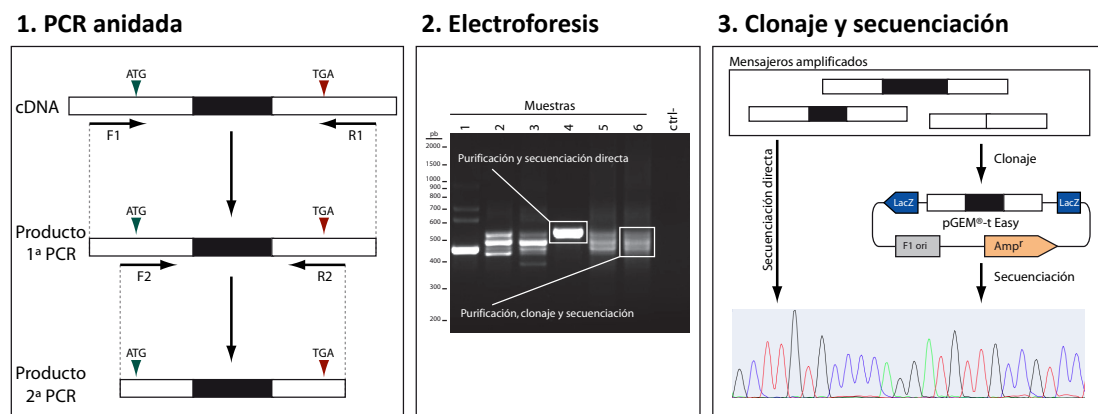 1. PCR anidada
ATG
TGA
cDNA
F1
R1
ATG
TGA
Producto
1ª PCR
F2
R2
ATG
TGA
Producto
2ª PCR
2. Electroforesis
Muestras
pb
1
2
3
4
5
6
ctrl-
2000
1500
1000
900
800
700
600
500
400
300
200
Purificación y secuenciación directa
Purificación, clonaje y secuenciación
3. Clonaje y secuenciación
Mensajeros amplificados
Secuenciación directa
Clonaje
LacZ
LacZ
pGEM®-t Easy
F1 ori
Ampʳ
Secuenciación